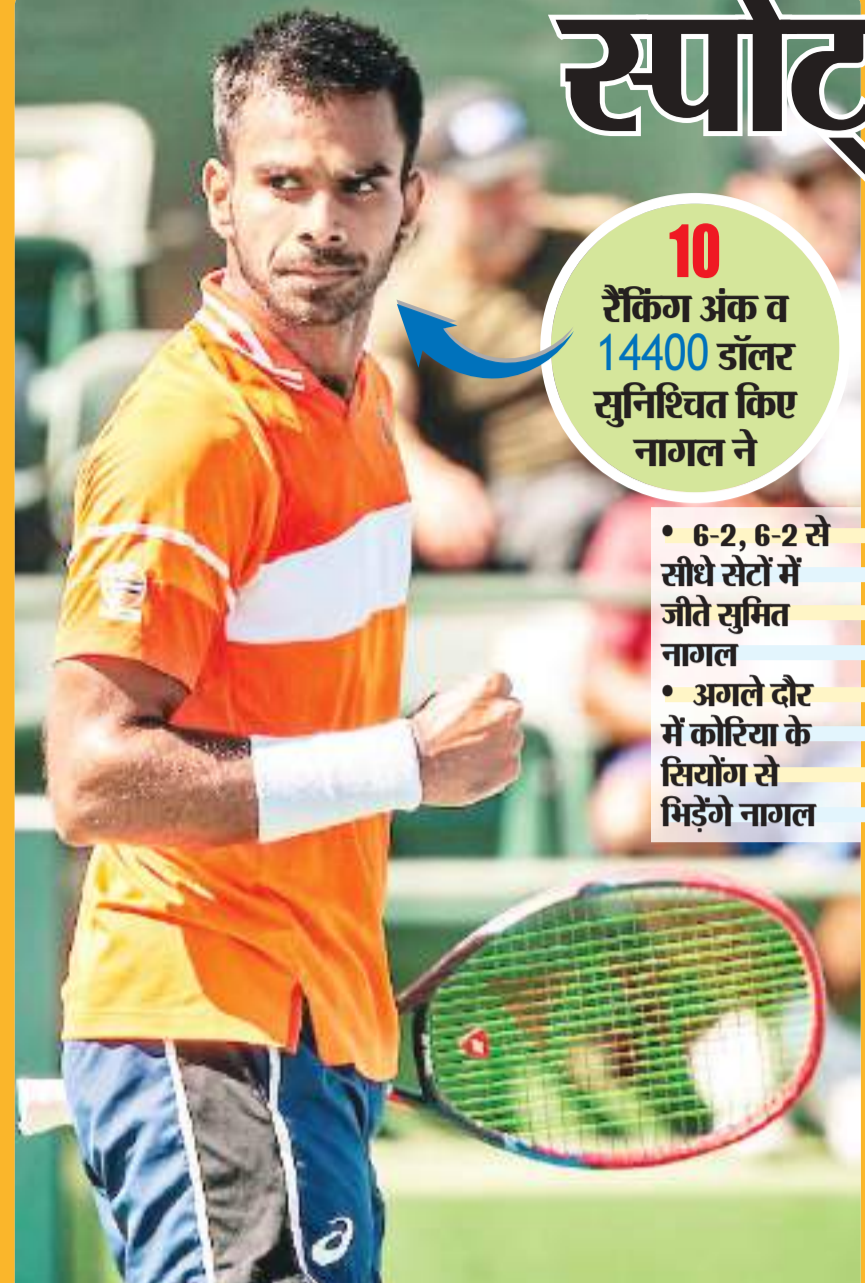 स्पोर्ट्
10
रैंकिंग अंक व
14400 डॉलर
सुनिश्चित किए
नागल ने
• 6-2, 6-2 से
सीधे सेटों में
जीते सुमित
नागल
• अगले दौर
में कोरिया के
सियोंग से
भिड़ेंगे नागल